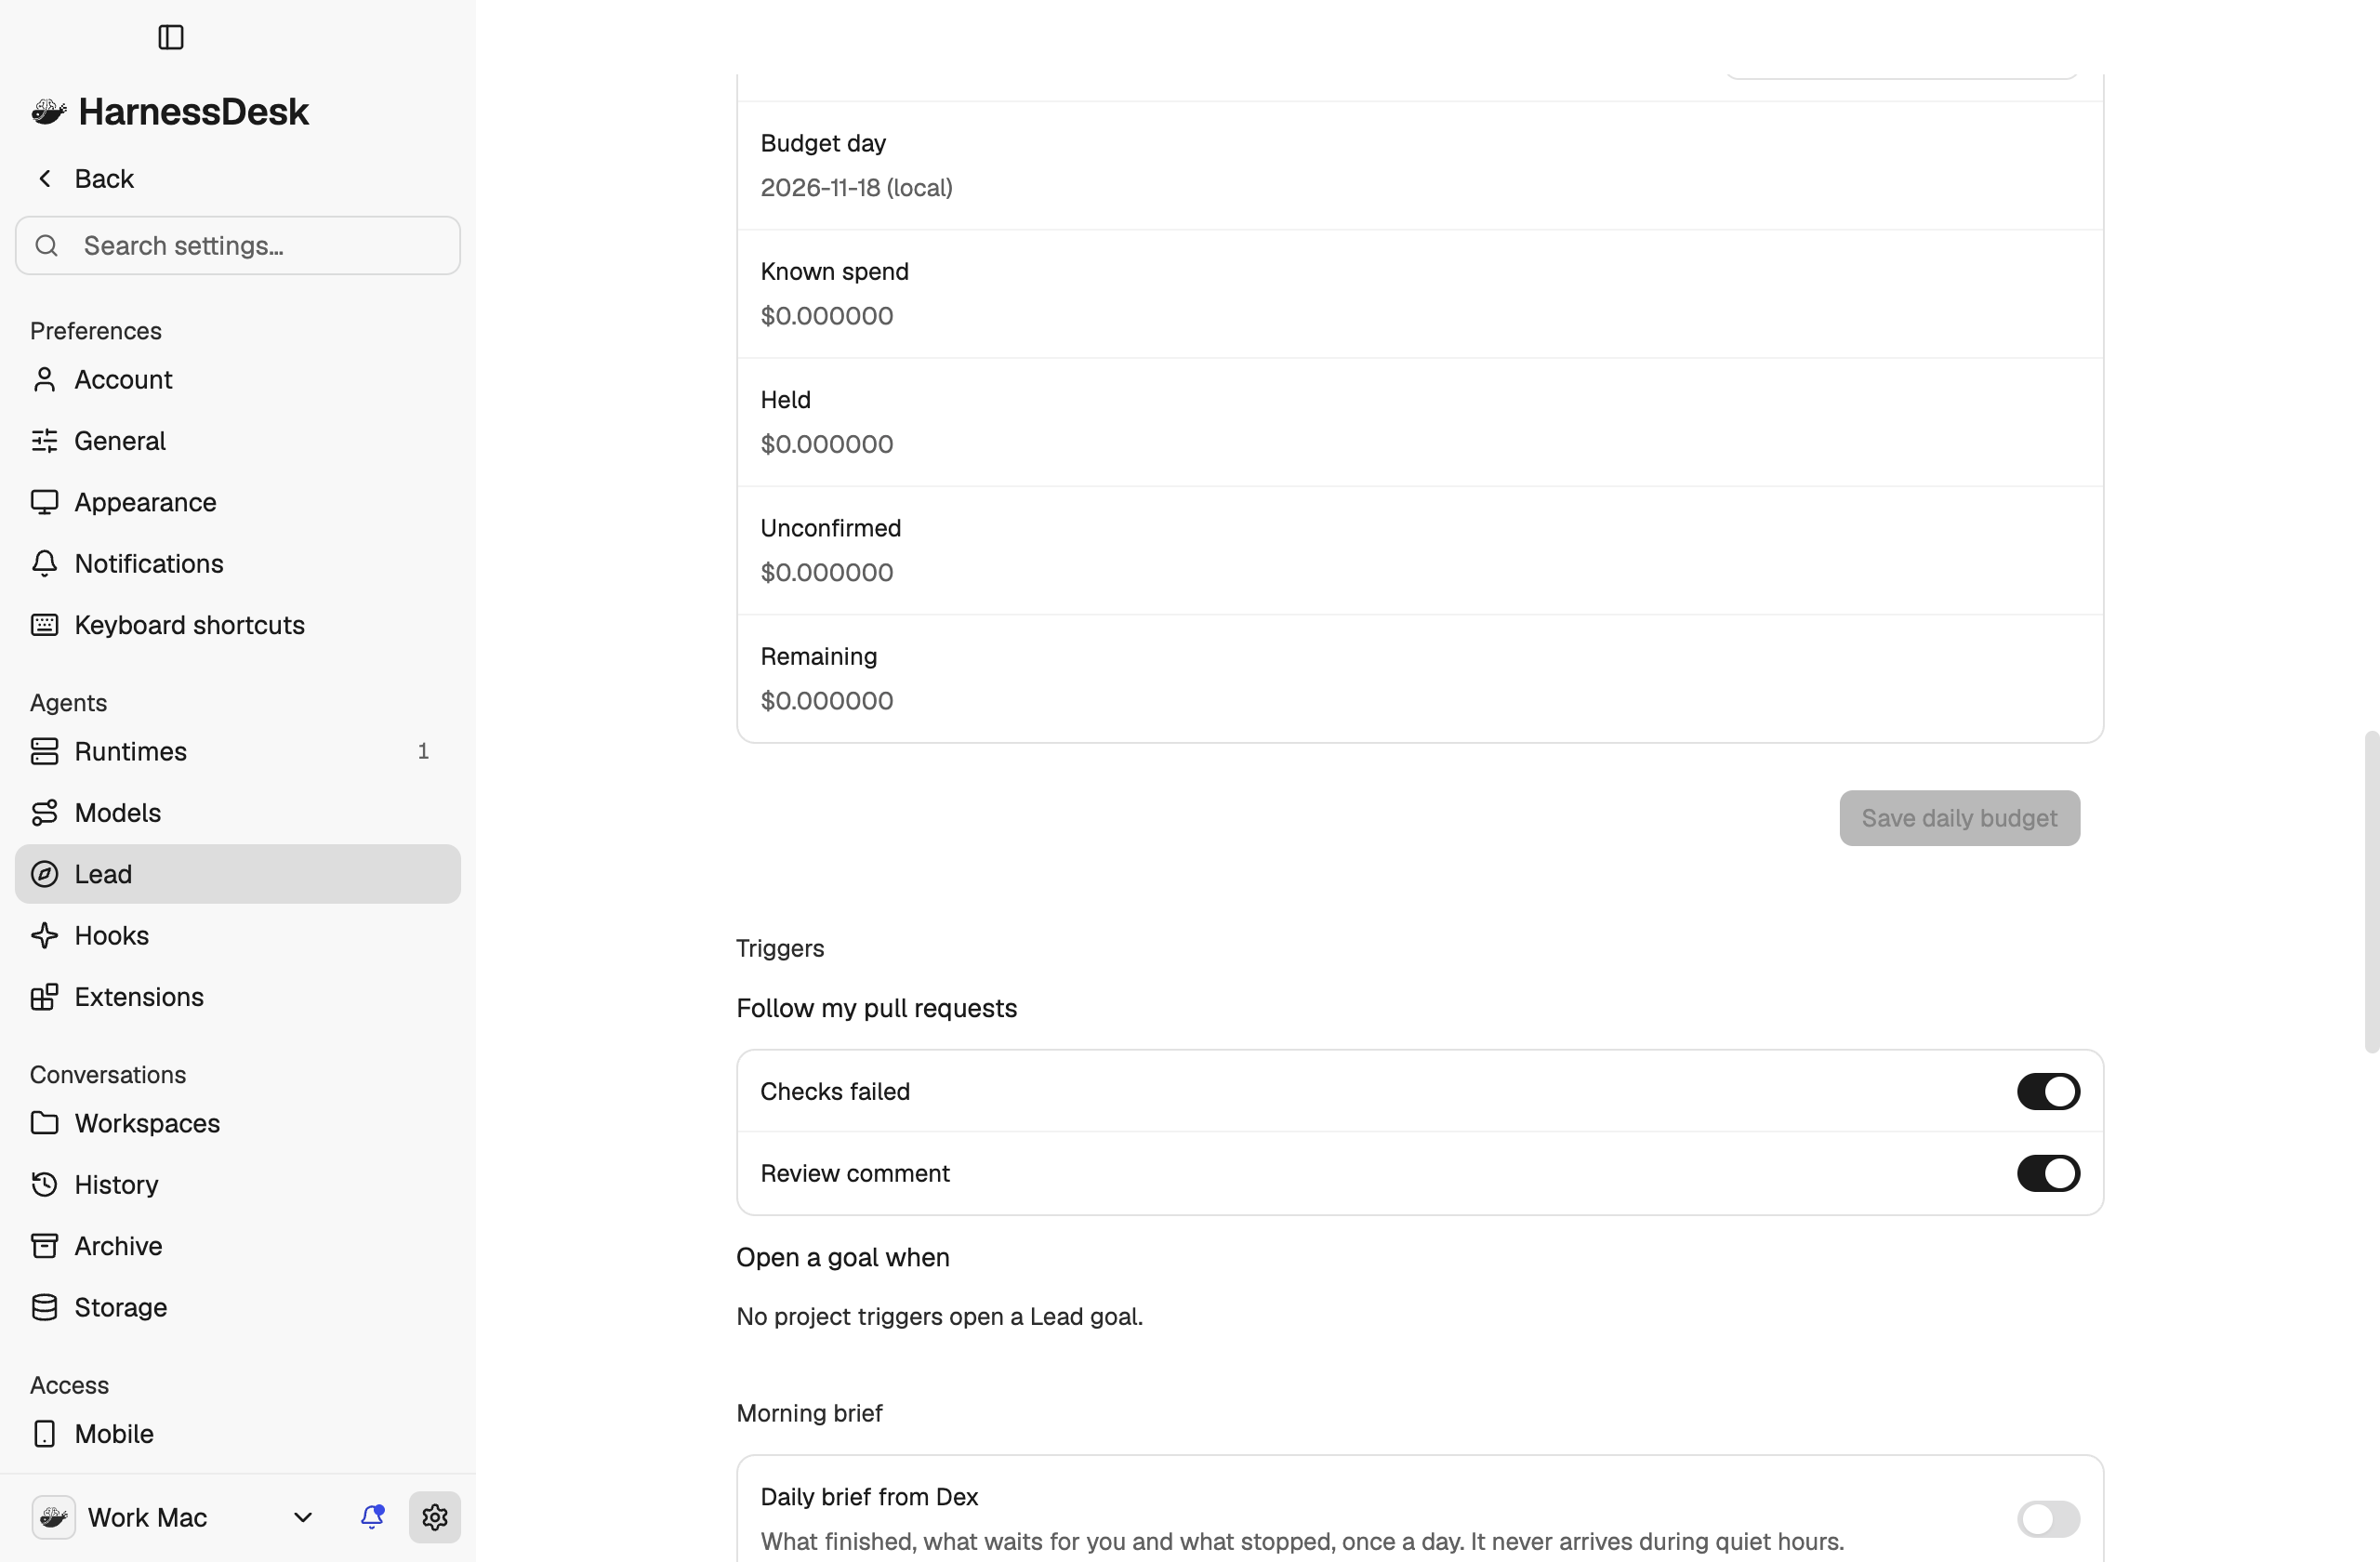 HarnessDesk
Back
Search settings...
Preferences
Account
General
Appearance
Notifications
Keyboard shortcuts
Agents
Runtimes 1
Models
Lead
Hooks
Extensions
Conversations
Workspaces
History
Archive
Storage
Access
Mobile
Work Mac
Budget day
2026-11-18 (local)
Known spend
$0.000000
Held
$0.000000
Unconfirmed
$0.000000
Remaining
$0.000000
Save daily budget
Triggers
Follow my pull requests
Checks failed
Review comment
Open a goal when
No project triggers open a Lead goal.
Morning brief
Daily brief from Dex
What finished, what waits for you and what stopped, once a day. It never arrives during quiet hours.